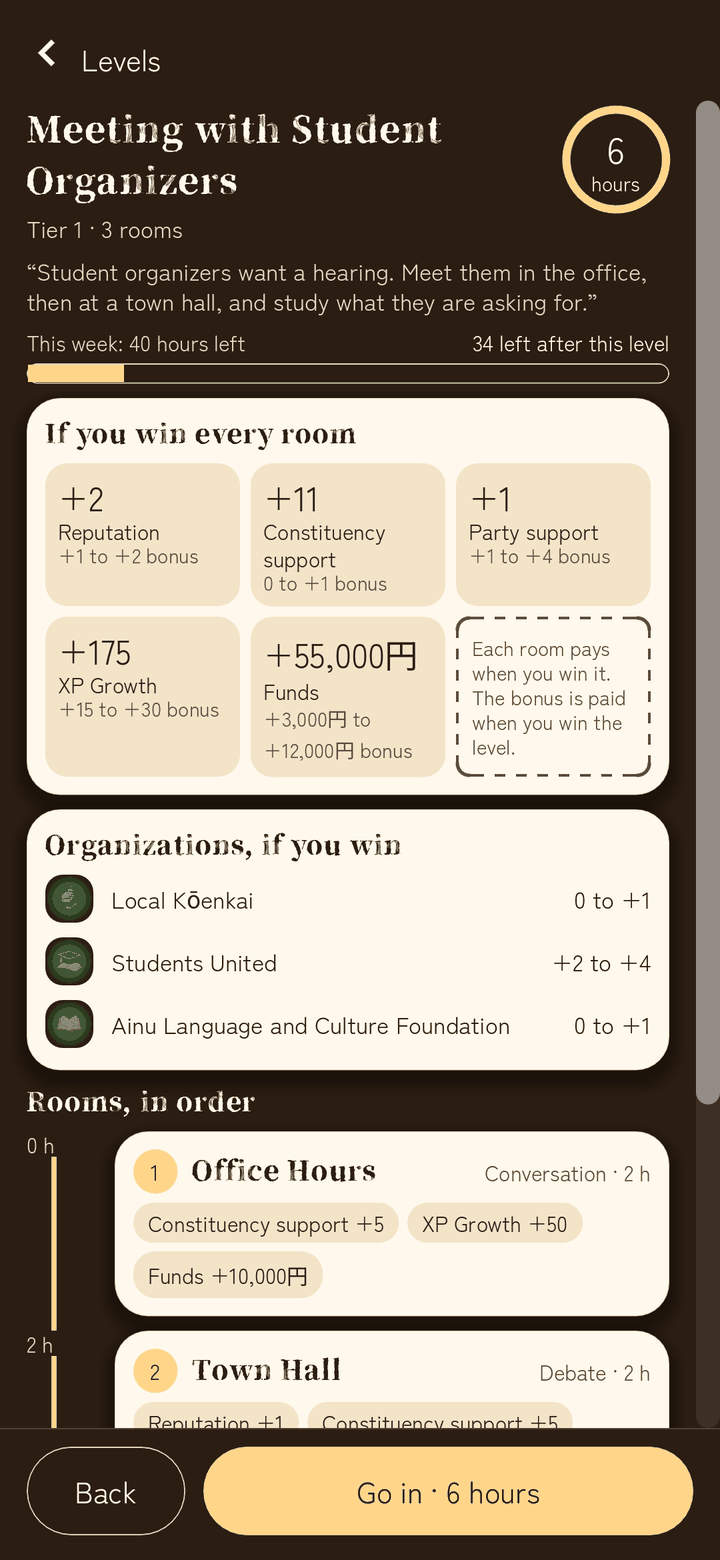 Levels
Meeting with Student
Organizers
6
hours
Tier 1 · 3 rooms
“Student organizers want a hearing. Meet them in the office,
then at a town hall, and study what they are asking for.”
This week: 40 hours left
34 left after this level
If you win every room
+2
Reputation
+1 to +2 bonus
+11
Constituency
support
0 to +1 bonus
+1
Party support
+1 to +4 bonus
+175
XP Growth
+15 to +30 bonus
+55,000円
Funds
+3,000円 to
+12,000円 bonus
Each room pays
when you win it.
The bonus is paid
when you win the
level.
Organizations, if you win
Local Kōenkai
0 to +1
Students United
+2 to +4
Ainu Language and Culture Foundation
0 to +1
Rooms, in order
0 h
1
Office Hours
Conversation · 2 h
Constituency support +5
XP Growth +50
Funds +10,000円
2 h
2
Town Hall
Debate · 2 h
Reputation +1
Constituency support +5
Back
Go in · 6 hours